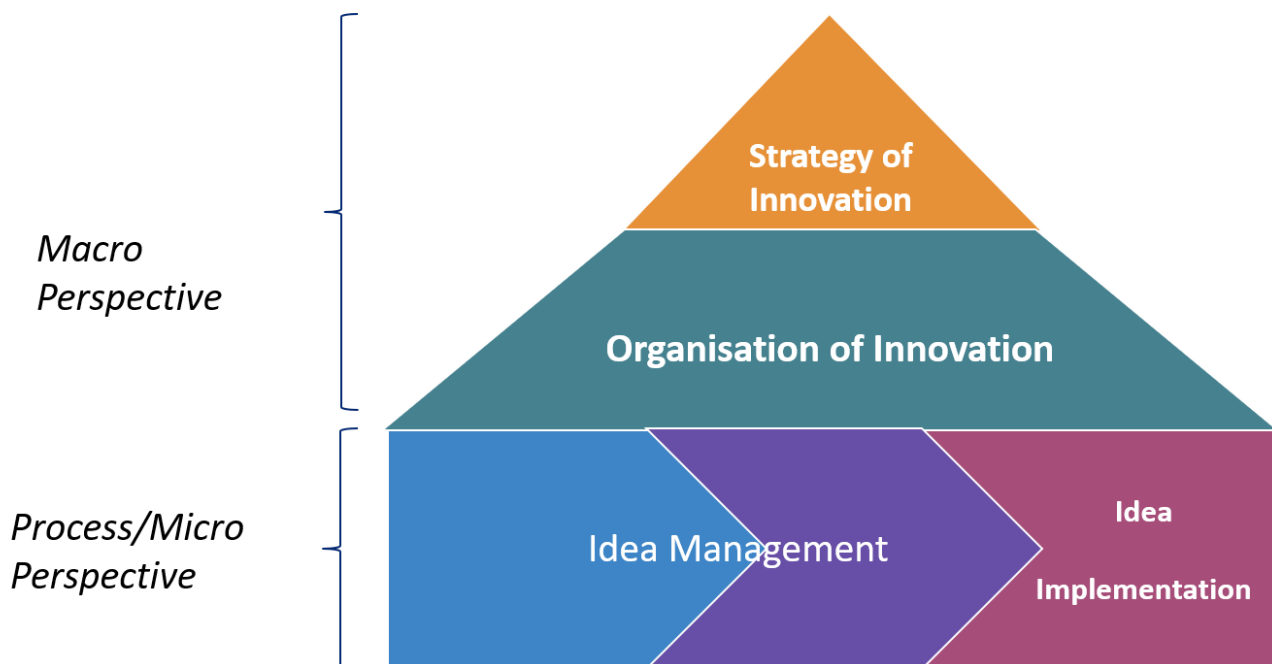 Strategy of
Innovation
Macro
Perspective
Organisation of Innovation
Process/Micro
Perspective
Idea Management
Idea
Implementation